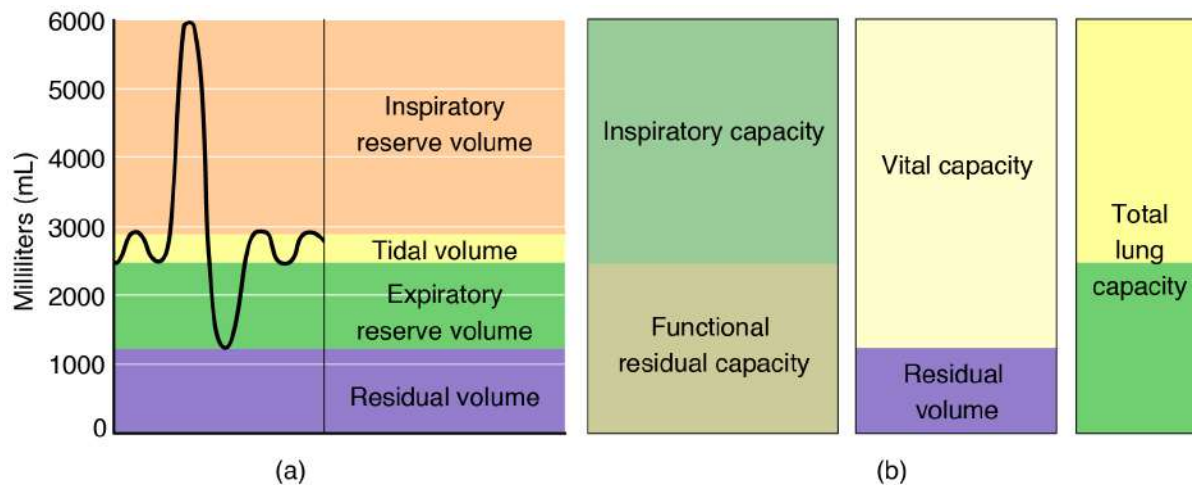 6000
5000
4000
3000
2000
1000
0
Milliliters (mL)
Inspiratory
reserve volume
Tidal volume
Expiratory
reserve volume
Residual volume
(a)
Inspiratory capacity
Functional
residual capacity
Vital capacity
Residual
volume
Total
lung
capacity
(b)